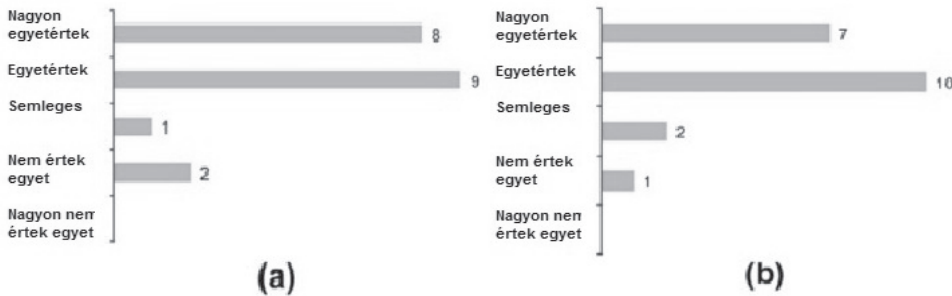 Nagyon
egyetértek
8
Egyetértek
9
Semleges
1
Nem értek
egyet
2
Nagyon nem
értek egyet
(a)
Nagyon
egyetértek
7
Egyetértek
10
Semleges
2
Nem értek
egyet
1
Nagyon nem
értek egyet
(b)